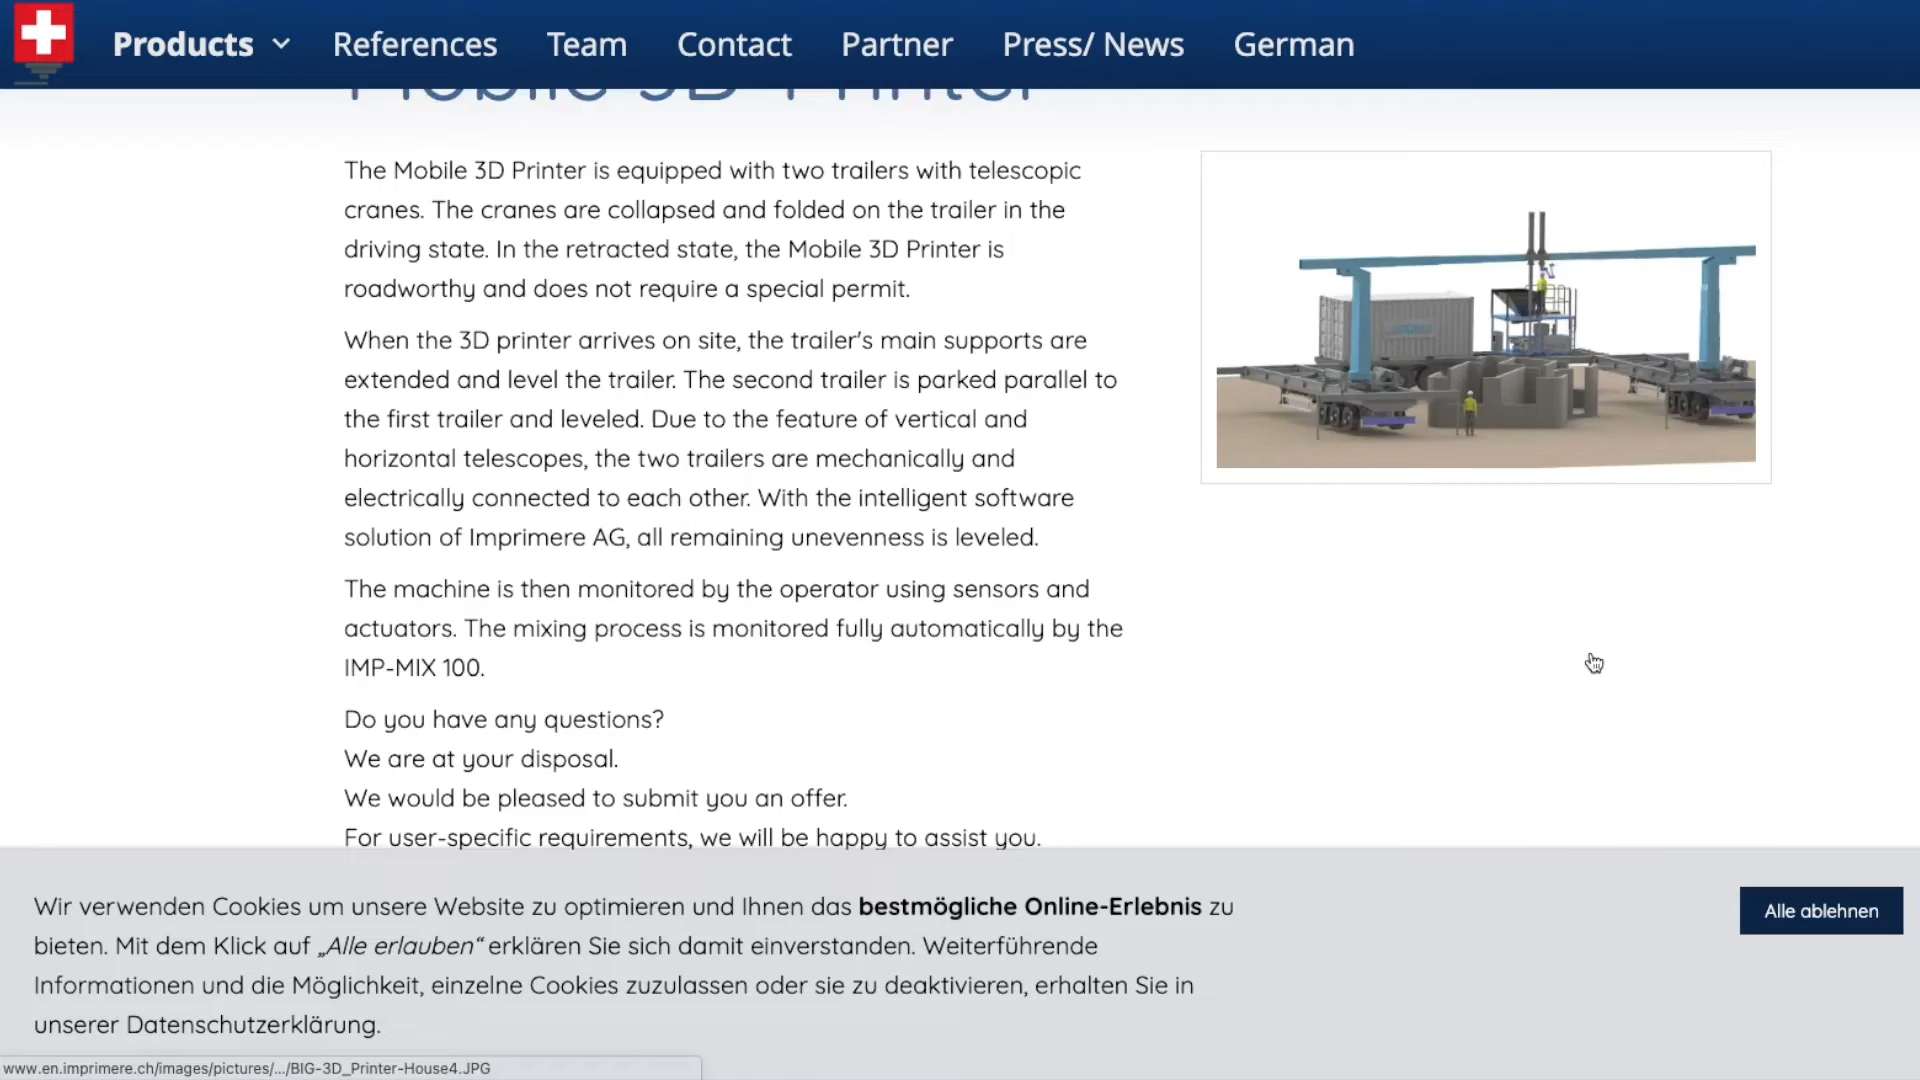 Products References Team Contact Partner Press/ News German
Mobile 3D Printer
The Mobile 3D Printer is equipped with two trailers with telescopic
cranes. The cranes are collapsed and folded on the trailer in the
driving state. In the retracted state, the Mobile 3D Printer is
roadworthy and does not require a special permit.
When the 3D printer arrives on site, the trailer's main supports are
extended and level the trailer. The second trailer is parked parallel to
the first trailer and leveled. Due to the feature of vertical and
horizontal telescopes, the two trailers are mechanically and
electrically connected to each other. With the intelligent software
solution of Imprimere AG, all remaining unevenness is leveled.
The machine is then monitored by the operator using sensors and
actuators. The mixing process is monitored fully automatically by the
IMP-MIX 100.
Do you have any questions?
We are at your disposal.
We would be pleased to submit you an offer.
For user-specific requirements, we will be happy to assist you.
Wir verwenden Cookies um unsere Website zu optimieren und Ihnen das bestmögliche Online-Erlebnis zu
bieten. Mit dem Klick auf „Alle erlauben“ erklären Sie sich damit einverstanden. Weiterführende
Informationen und die Möglichkeit, einzelne Cookies zuzulassen oder sie zu deaktivieren, erhalten Sie in
unserer Datenschutzerklärung.
Alle ablehnen
www.en.imprimere.ch/images/pictures/.../BIG-3D_Printer-House4.JPG